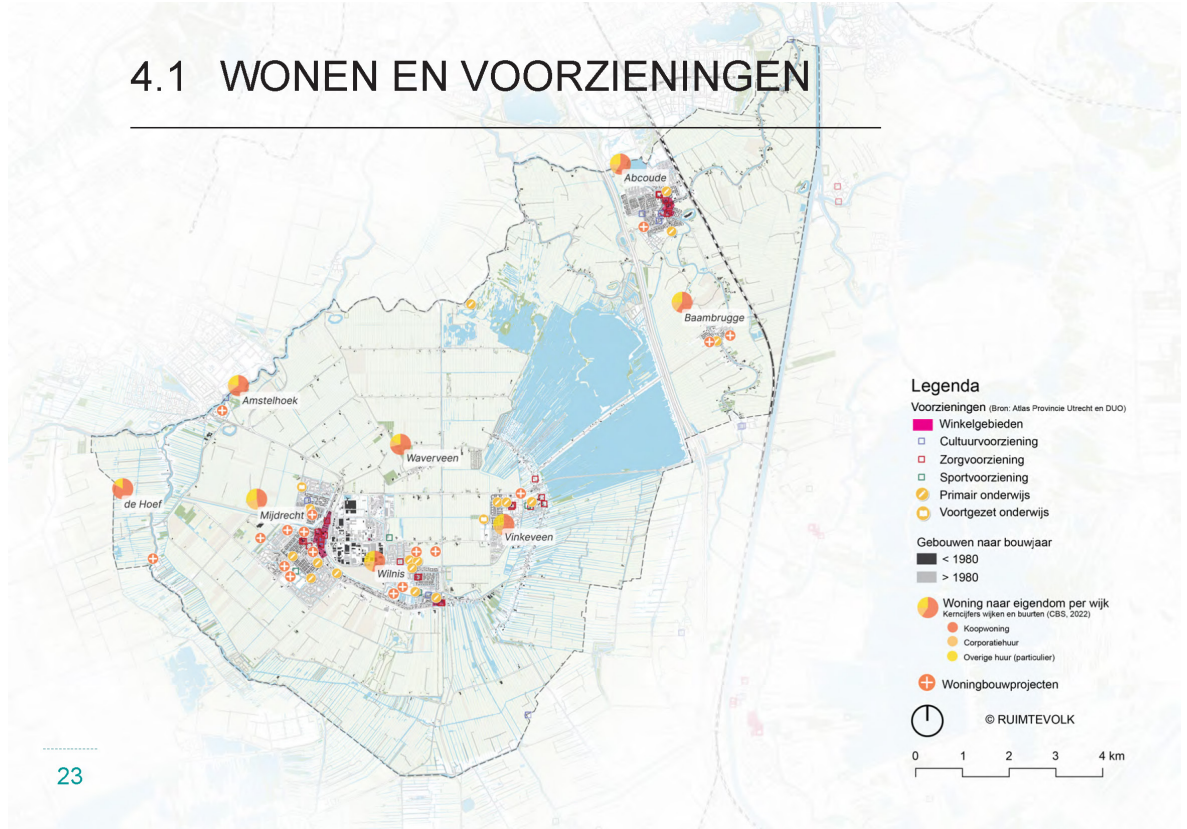 4.1 WONEN EN VOORZIENINGEN
Abcoude
Baambrugge
Amstelhoek
Waverveen
de Hoef
Mijdrecht
Vinkeveen
Wilnis
Legenda
Voorzieningen (Bron: Atlas Provincie Utrecht en DUO)
Winkelgebieden
Cultuurvoorziening
Zorgvoorziening
Sportvoorziening
Primair onderwijs
Voortgezet onderwijs
Gebouwen naar bouwjaar
< 1980
> 1980
Woning naar eigendom per wijk
Kerncijfers wijken en buurten (CBS, 2022)
Koopwoning
Corporatiehuur
Overige huur (particulier)
Woningbouwprojecten
© RUIMTEVOLK
0 1 2 3 4 km
23